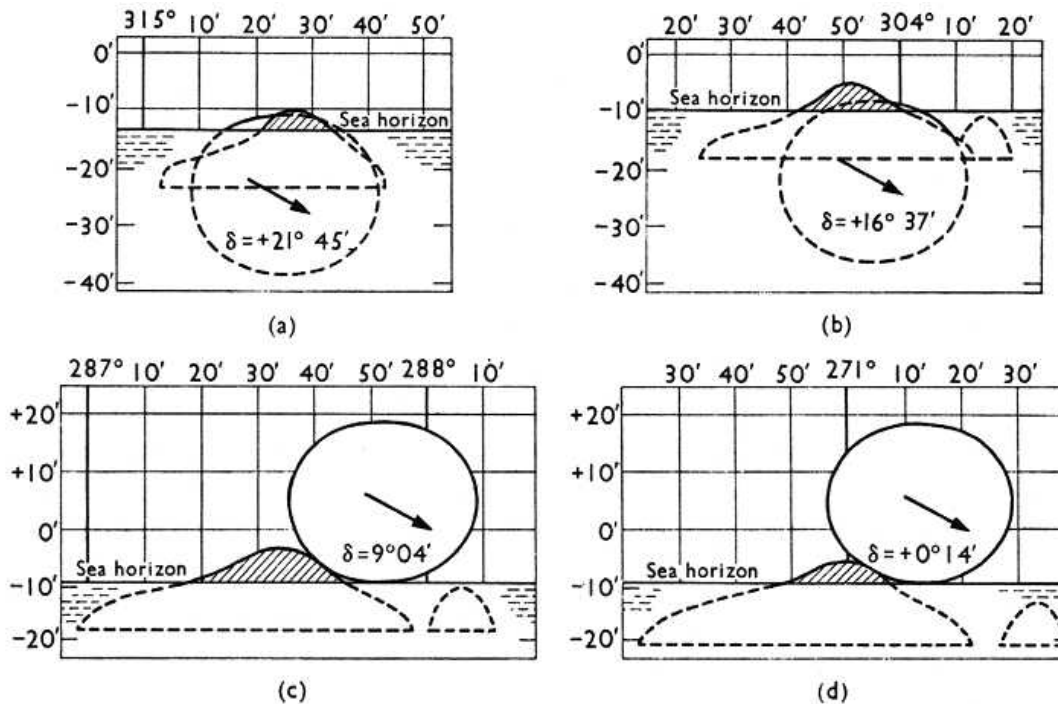 315° 10′ 20′ 30′ 40′ 50′
0′
−10′
Sea horizon
−20′
−30′
δ = +21° 45′
−40′
(a)
20′ 30′ 40′ 50′ 304° 10′ 20′
0′
Sea horizon
−10′
−20′
δ = +16° 37′
−30′
−40′
(b)
287° 10′ 20′ 30′ 40′ 50′ 288° 10′
+20′
+10′
0′
δ = 9° 04′
Sea horizon
−10′
−20′
(c)
30′ 40′ 50′ 271° 10′ 20′ 30′
+20′
+10′
0′
δ = +0° 14′
Sea horizon
−10′
−20′
(d)